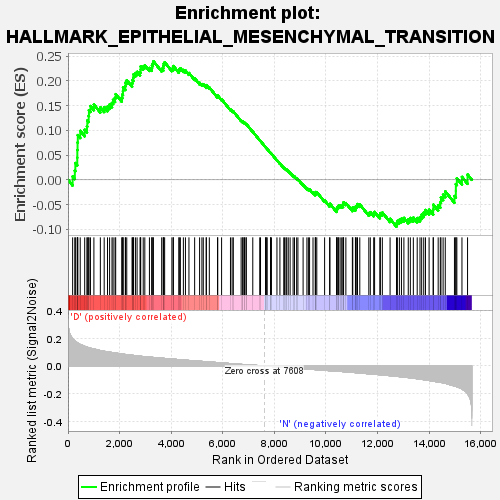 Enrichment plot:
HALLMARK_EPITHELIAL_MESENCHYMAL_TRANSITION
Enrichment score (ES)
0.25
0.20
0.15
0.10
0.05
0.00
-0.05
-0.10
'D' (positively correlated)
Ranked list metric (Signal2Noise)
0.4
0.2
0.0
-0.2
-0.4
Zero cross at 7608
'N' (negatively correlated)
0
2,000
4,000
6,000
8,000
10,000
12,000
14,000
16,000
Rank in Ordered Dataset
Enrichment profile
Hits
Ranking metric scores